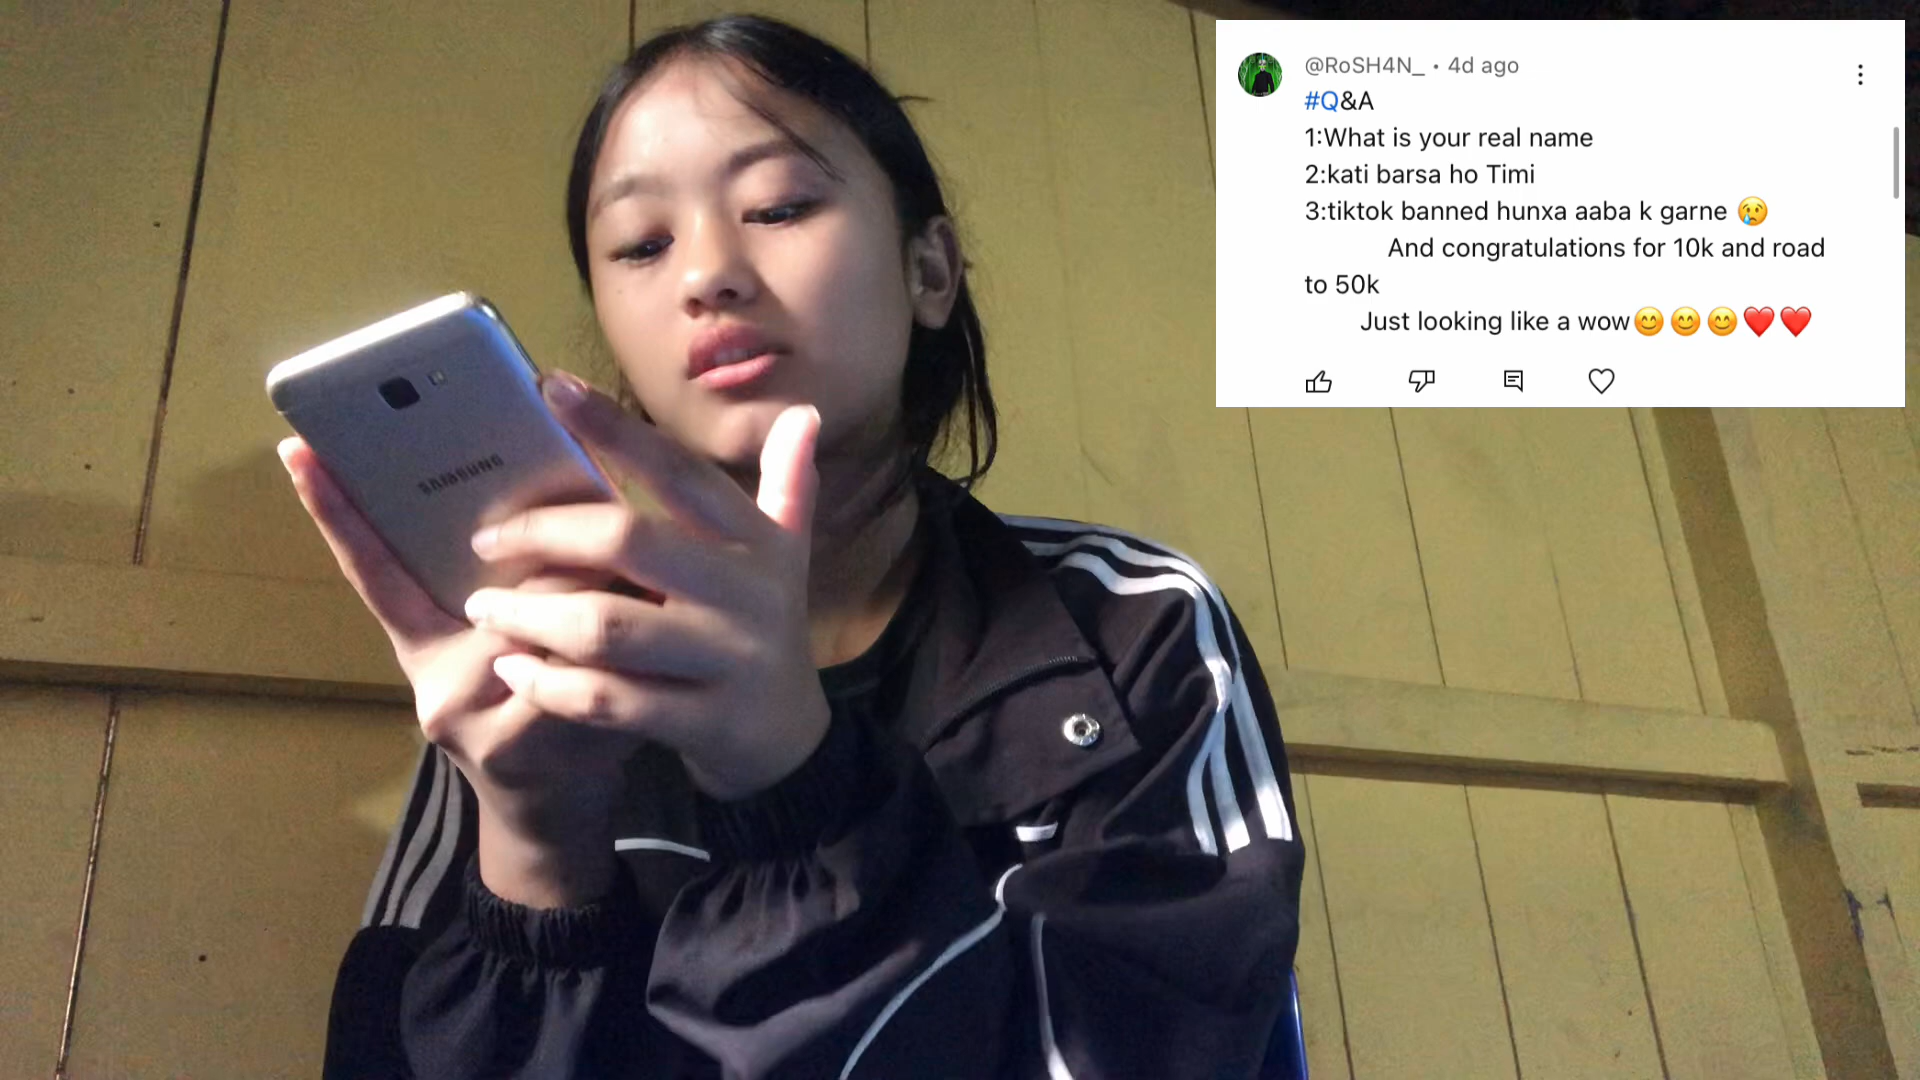 @RoSH4N_ • 4d ago
#Q&A
1:What is your real name
2:kati barsa ho Timi
3:tiktok banned hunxa aaba k garne 😢
And congratulations for 10k and road
to 50k
Just looking like a wow😊😊😊❤️❤️
SAMSUNG